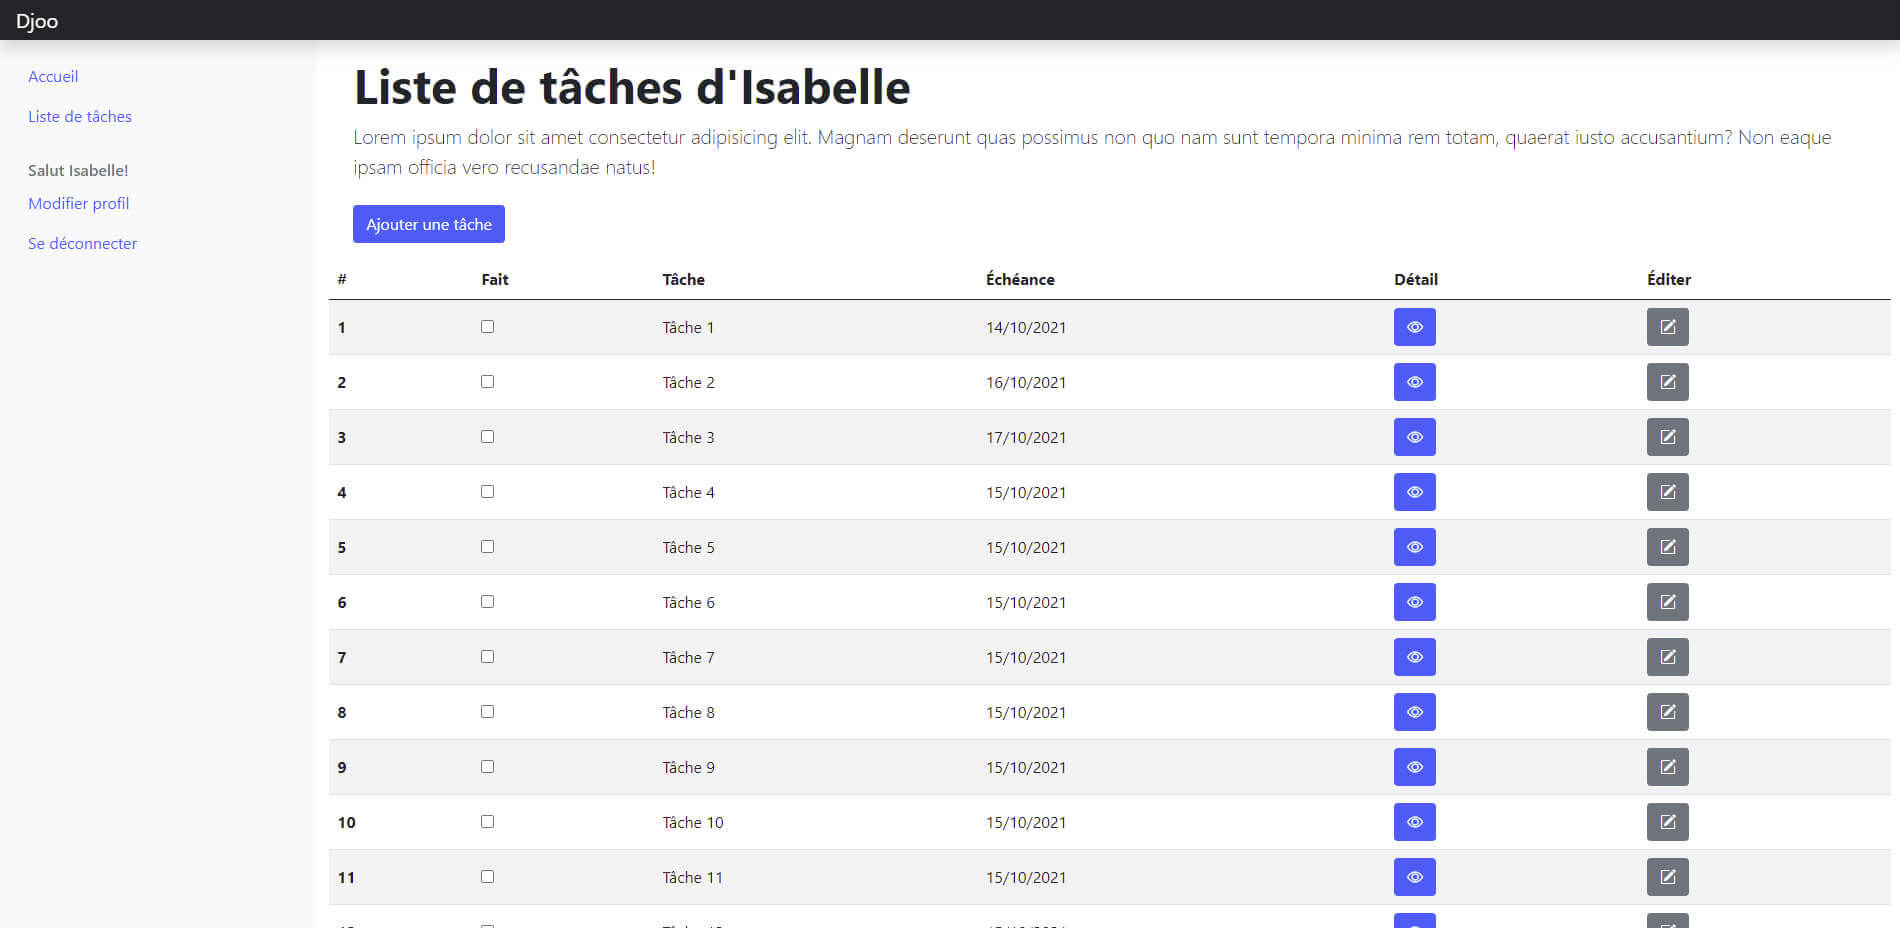 Djoo
Accueil
Liste de tâches
Salut Isabelle!
Modifier profil
Se déconnecter
Liste de tâches d'Isabelle
Lorem ipsum dolor sit amet consectetur adipisicing elit. Magnam deserunt quas possimus non quo nam sunt tempora minima rem totam, quaerat iusto accusantium? Non eaque
ipsam officia vero recusandae natus!
Ajouter une tâche
# Fait Tâche Échéance Détail Éditer
1 Tâche 1 14/10/2021
2 Tâche 2 16/10/2021
3 Tâche 3 17/10/2021
4 Tâche 4 15/10/2021
5 Tâche 5 15/10/2021
6 Tâche 6 15/10/2021
7 Tâche 7 15/10/2021
8 Tâche 8 15/10/2021
9 Tâche 9 15/10/2021
10 Tâche 10 15/10/2021
11 Tâche 11 15/10/2021